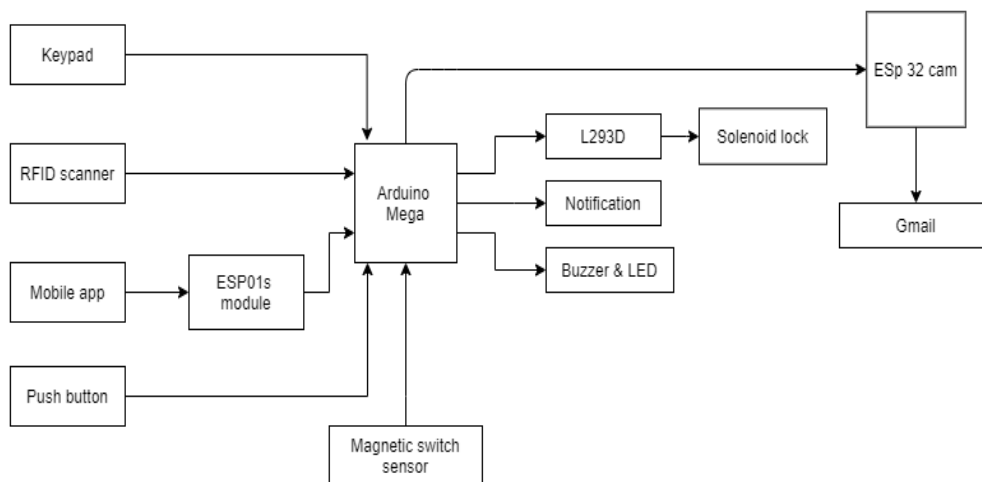 Keypad
ESp 32 cam
L293D
Solenoid lock
RFID scanner
Arduino
Mega
Notification
Gmail
Buzzer & LED
Mobile app
ESP01s
module
Push button
Magnetic switch
sensor